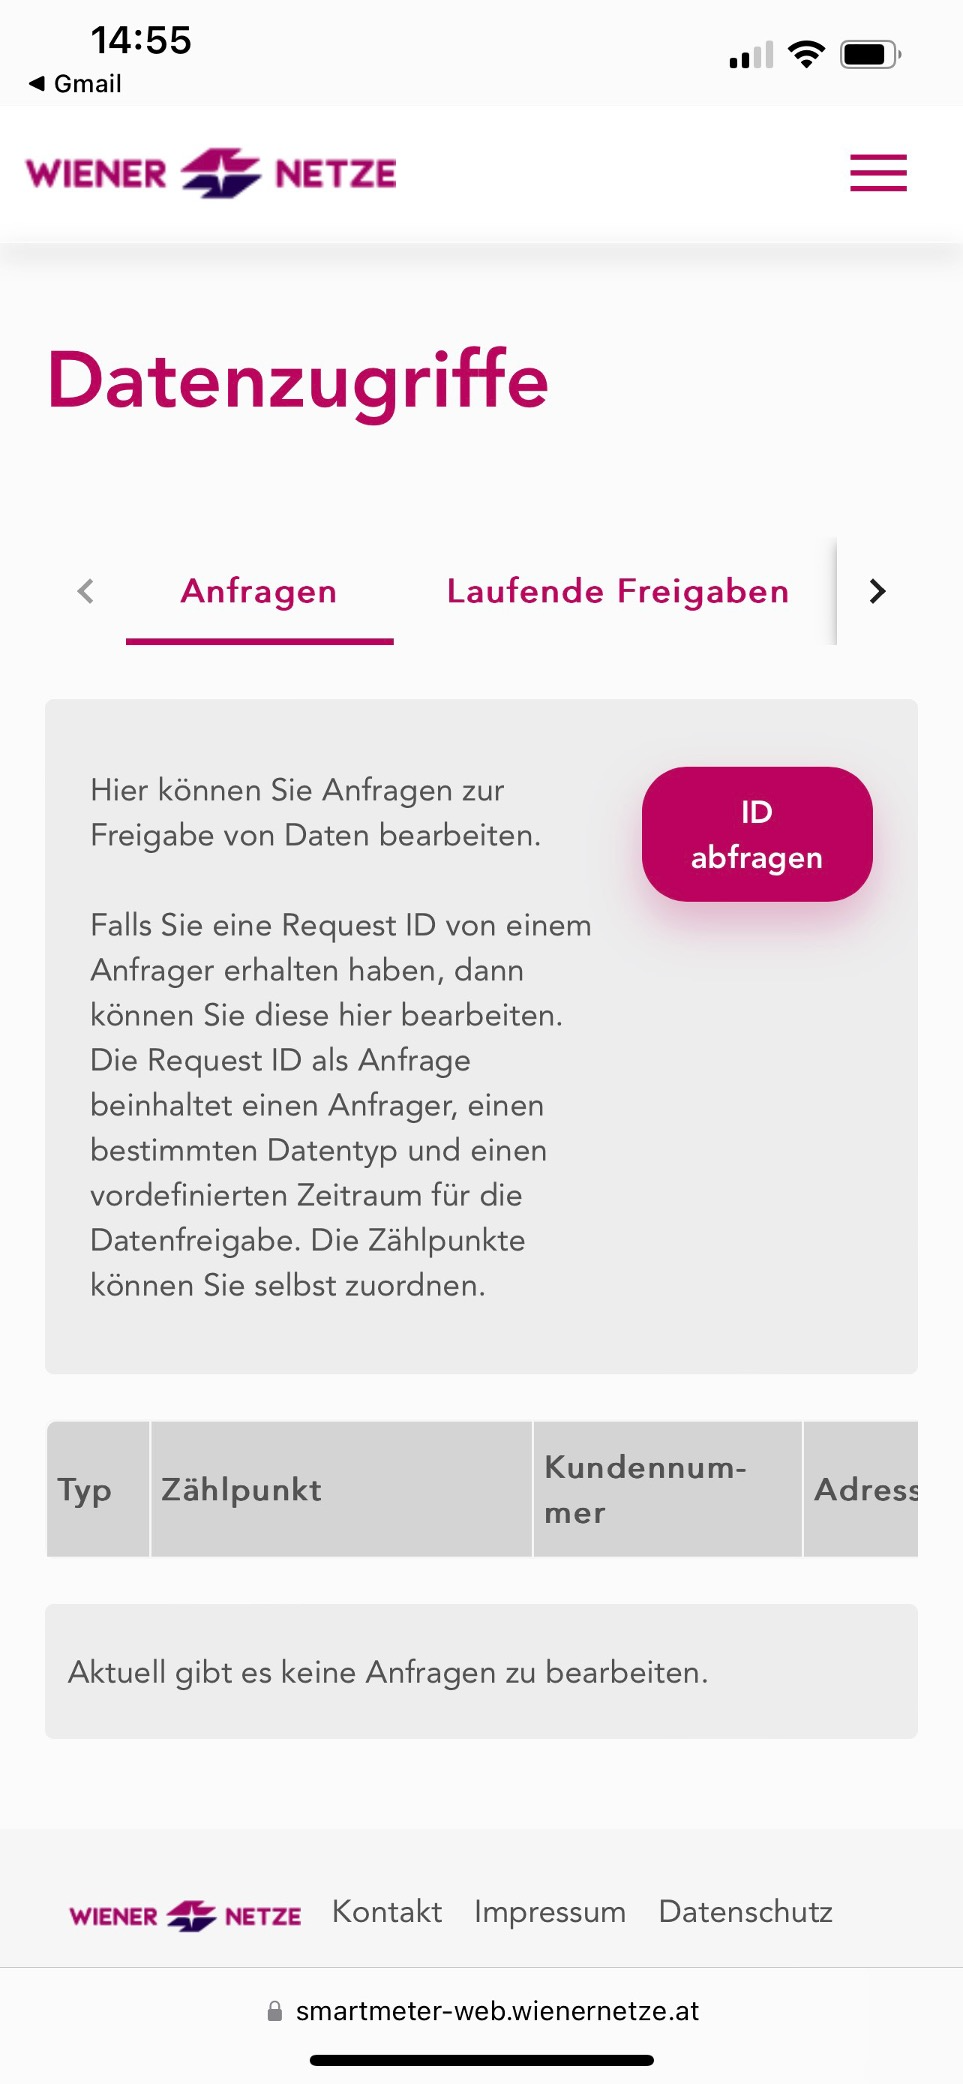 14:55
◀ Gmail
WIENER NETZE
Datenzugriffe
Anfragen
Laufende Freigaben
Hier können Sie Anfragen zur
Freigabe von Daten bearbeiten.
ID
abfragen
Falls Sie eine Request ID von einem
Anfrager erhalten haben, dann
können Sie diese hier bearbeiten.
Die Request ID als Anfrage
beinhaltet einen Anfrager, einen
bestimmten Datentyp und einen
vordefinierten Zeitraum für die
Datenfreigabe. Die Zählpunkte
können Sie selbst zuordnen.
Typ
Zählpunkt
Kundennum-
mer
Adress
Aktuell gibt es keine Anfragen zu bearbeiten.
WIENER NETZE Kontakt Impressum Datenschutz
smartmeter-web.wienernetze.at